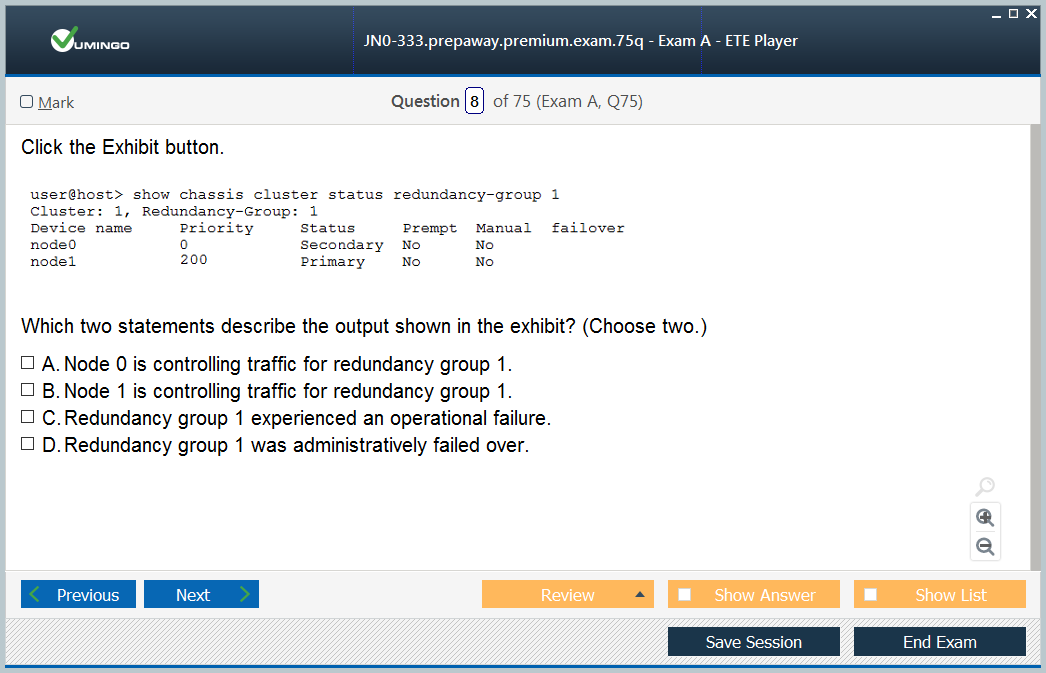 VUMINGO
JN0-333.prepaway.premium.exam.75q - Exam A - ETE Player
Mark
Question 8 of 75 (Exam A, Q75)
Click the Exhibit button.
user@host> show chassis cluster status redundancy-group 1
Cluster: 1, Redundancy-Group: 1
Device name Priority Status Prempt Manual failover
node0 0 Secondary No No
node1 200 Primary No No
Which two statements describe the output shown in the exhibit? (Choose two.)
A. Node 0 is controlling traffic for redundancy group 1.
B. Node 1 is controlling traffic for redundancy group 1.
C. Redundancy group 1 experienced an operational failure.
D. Redundancy group 1 was administratively failed over.
Previous Next Review Show Answer Show List
Save Session End Exam